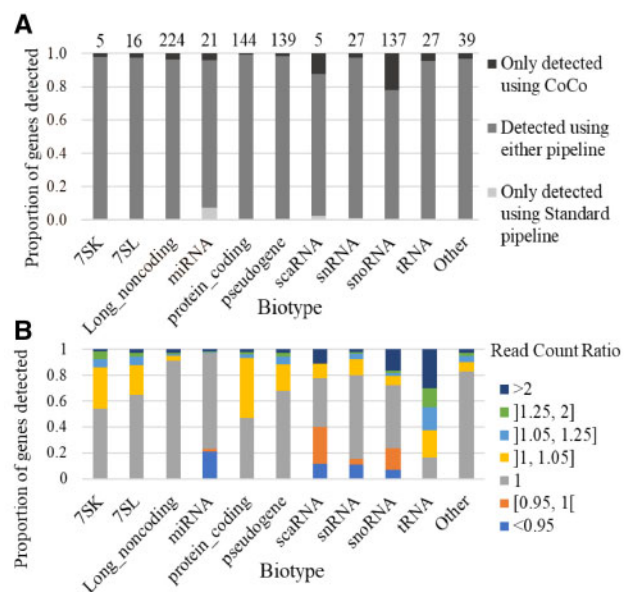 A
5 16 224 21 144 139 5 27 137 27 39
Proportion of genes detected
1.0
0.8
0.6
0.4
0.2
0.0
7SK
7SL
Long_noncoding
miRNA
protein_coding
pseudogene
scaRNA
snRNA
snoRNA
tRNA
Other
Biotype
Only detected
using CoCo
Detected using
either pipeline
Only detected
using Standard
pipeline
B
Proportion of genes detected
1
0.8
0.6
0.4
0.2
0
7SK
7SL
Long_noncoding
miRNA
protein_coding
pseudogene
scaRNA
snRNA
snoRNA
tRNA
Other
Biotype
Read Count Ratio
>2
]1.25, 2]
]1.05, 1.25]
]1, 1.05]
1
[0.95, 1[
<0.95